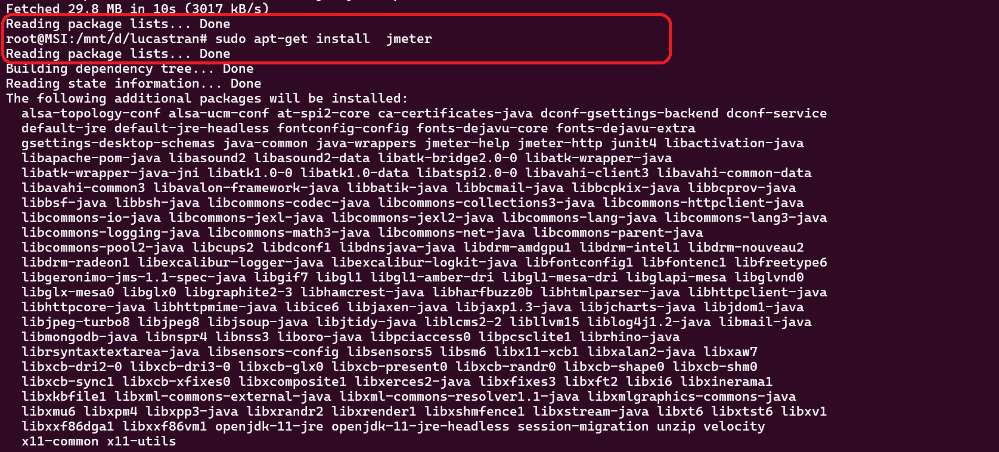 Fetched 29.8 MB in 10s (3017 kB/s)
Reading package lists... Done
root@MSI:/mnt/d/lucastran# sudo apt-get install  jmeter
Reading package lists... Done
Building dependency tree... Done
Reading state information... Done
The following additional packages will be installed:
  alsa-topology-conf alsa-ucm-conf at-spi2-core ca-certificates-java dconf-gsettings-backend dconf-service
  default-jre default-jre-headless fontconfig-config fonts-dejavu-core fonts-dejavu-extra
  gsettings-desktop-schemas java-common java-wrappers jmeter-help jmeter-http junit4 libactivation-java
  libapache-pom-java libasound2 libasound2-data libatk-bridge2.0-0 libatk-wrapper-java
  libatk-wrapper-java-jni libatk1.0-0 libatk1.0-data libatspi2.0-0 libavahi-client3 libavahi-common-data
  libavahi-common3 libavalon-framework-java libbatik-java libbcmail-java libbcpkix-java libbcprov-java
  libbsf-java libbsh-java libcommons-codec-java libcommons-collections3-java libcommons-httpclient-java
  libcommons-io-java libcommons-jexl-java libcommons-jexl2-java libcommons-lang-java libcommons-lang3-java
  libcommons-logging-java libcommons-math3-java libcommons-net-java libcommons-parent-java
  libcommons-pool2-java libcups2 libdconf1 libdnsjava-java libdrm-amdgpu1 libdrm-intel1 libdrm-nouveau2
  libdrm-radeon1 libexcalibur-logger-java libexcalibur-logkit-java libfontconfig1 libfontenc1 libfreetype6
  libgeronimo-jms-1.1-spec-java libgif7 libgl1 libgl1-amber-dri libgl1-mesa-dri libglapi-mesa libglvnd0
  libglx-mesa0 libglx0 libgraphite2-3 libhamcrest-java libharfbuzz0b libhtmlparser-java libhttpclient-java
  libhttpcore-java libhttpmime-java libice6 libjaxen-java libjaxp1.3-java libjcharts-java libjdom1-java
  libjpeg-turbo8 libjpeg8 libjsoup-java libjtidy-java liblcms2-2 libllvm15 liblog4j1.2-java libmail-java
  libmongodb-java libnspr4 libnss3 liboro-java libpciaccess0 libpcsclite1 librhino-java
  librsyntaxtextarea-java libsensors-config libsensors5 libsm6 libx11-xcb1 libxalan2-java libxaw7
  libxcb-dri2-0 libxcb-dri3-0 libxcb-glx0 libxcb-present0 libxcb-randr0 libxcb-shape0 libxcb-shm0
  libxcb-sync1 libxcb-xfixes0 libxcomposite1 libxerces2-java libxfixes3 libxft2 libxi6 libxinerama1
  libxkbfile1 libxml-commons-external-java libxml-commons-resolver1.1-java libxmlgraphics-commons-java
  libxmu6 libxpm4 libxpp3-java libxrandr2 libxrender1 libxshmfence1 libxstream-java libxt6 libxtst6 libxv1
  libxxf86dga1 libxxf86vm1 openjdk-11-jre openjdk-11-jre-headless session-migration unzip velocity
  x11-common x11-utils